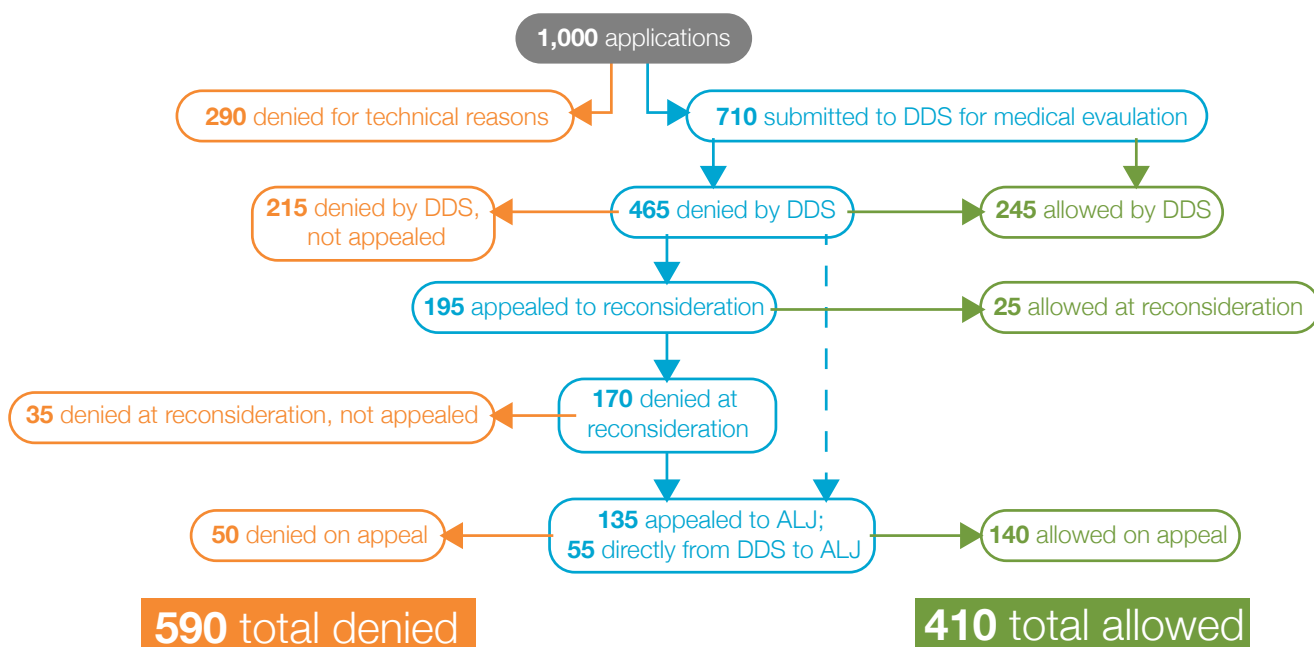 1,000 applications
290 denied for technical reasons
710 submitted to DDS for medical evaulation
215 denied by DDS,
not appealed
465 denied by DDS
245 allowed by DDS
195 appealed to reconsideration
25 allowed at reconsideration
35 denied at reconsideration, not appealed
170 denied at
reconsideration
50 denied on appeal
135 appealed to ALJ;
55 directly from DDS to ALJ
140 allowed on appeal
590 total denied
410 total allowed